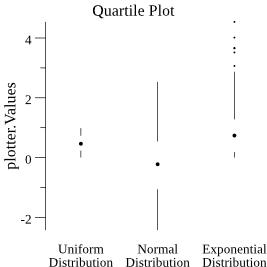 Quartile Plot
plotter.Values
4
2
0
-2
Uniform
Distribution
Normal
Distribution
Exponential
Distribution